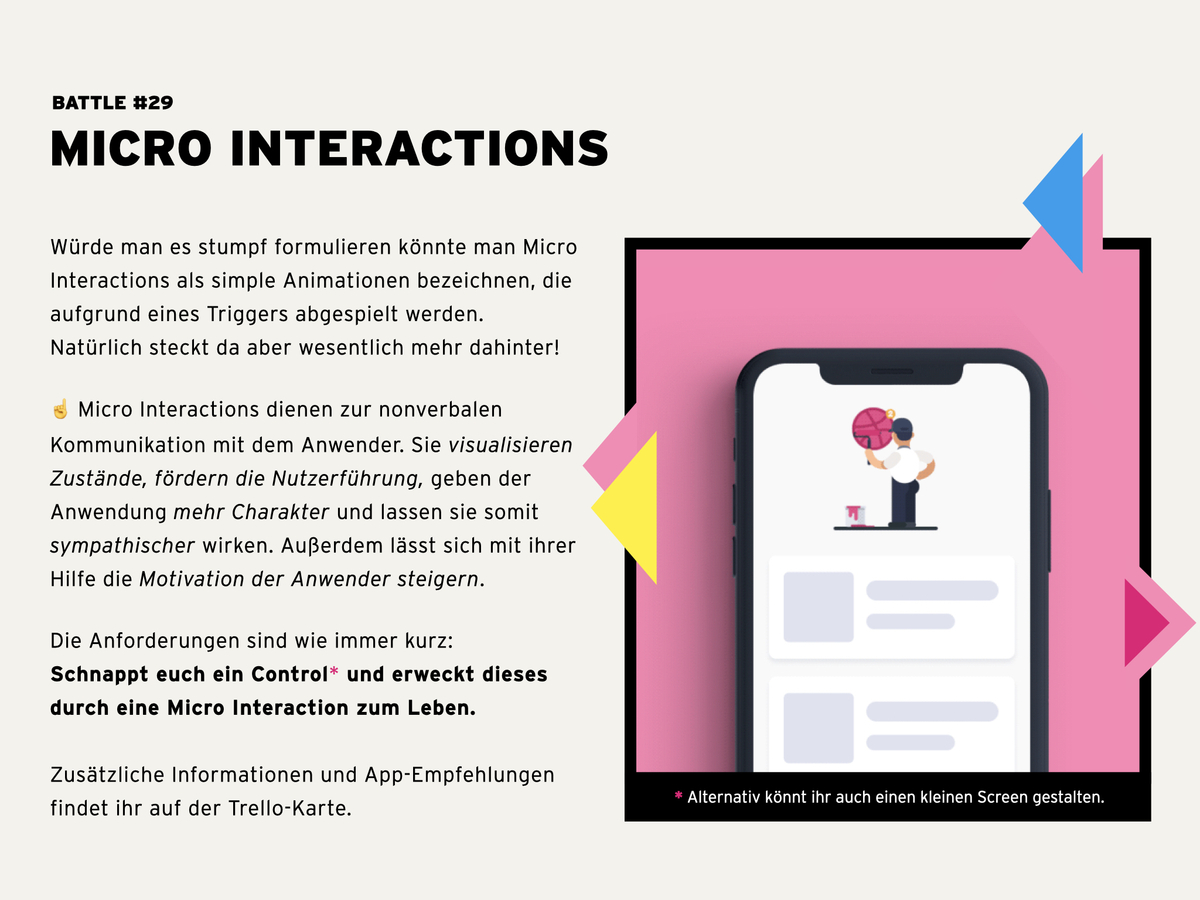 BATTLE #29
MICRO INTERACTIONS
Würde man es stumpf formulieren könnte man Micro
Interactions als simple Animationen bezeichnen, die
aufgrund eines Triggers abgespielt werden.
Natürlich steckt da aber wesentlich mehr dahinter!
☝️ Micro Interactions dienen zur nonverbalen
Kommunikation mit dem Anwender. Sie visualisieren
Zustände, fördern die Nutzerführung, geben der
Anwendung mehr Charakter und lassen sie somit
sympathischer wirken. Außerdem lässt sich mit ihrer
Hilfe die Motivation der Anwender steigern.
Die Anforderungen sind wie immer kurz:
Schnappt euch ein Control* und erweckt dieses
durch eine Micro Interaction zum Leben.
Zusätzliche Informationen und App-Empfehlungen
findet ihr auf der Trello-Karte.
* Alternativ könnt ihr auch einen kleinen Screen gestalten.